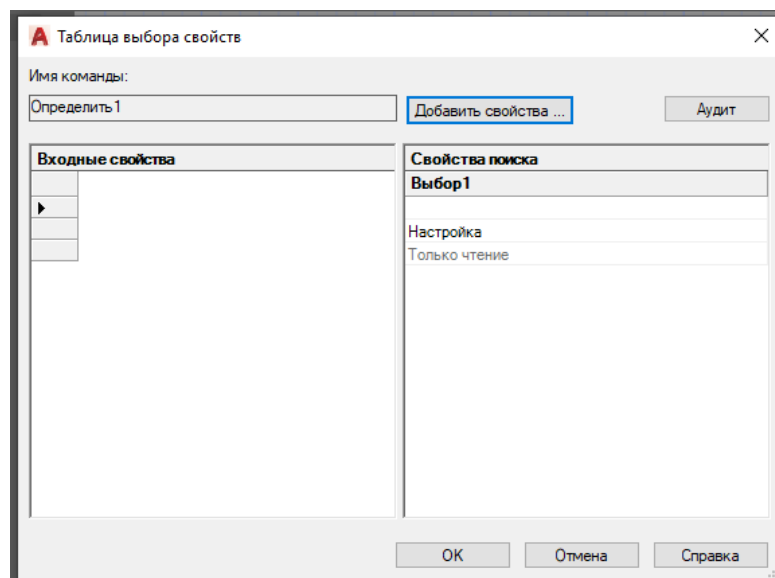 Таблица выбора свойств
Имя команды:
Определить1
Добавить свойства ...
Аудит
Входные свойства
Свойства поиска
Выбор1
Настройка
Только чтение
OK
Отмена
Справка